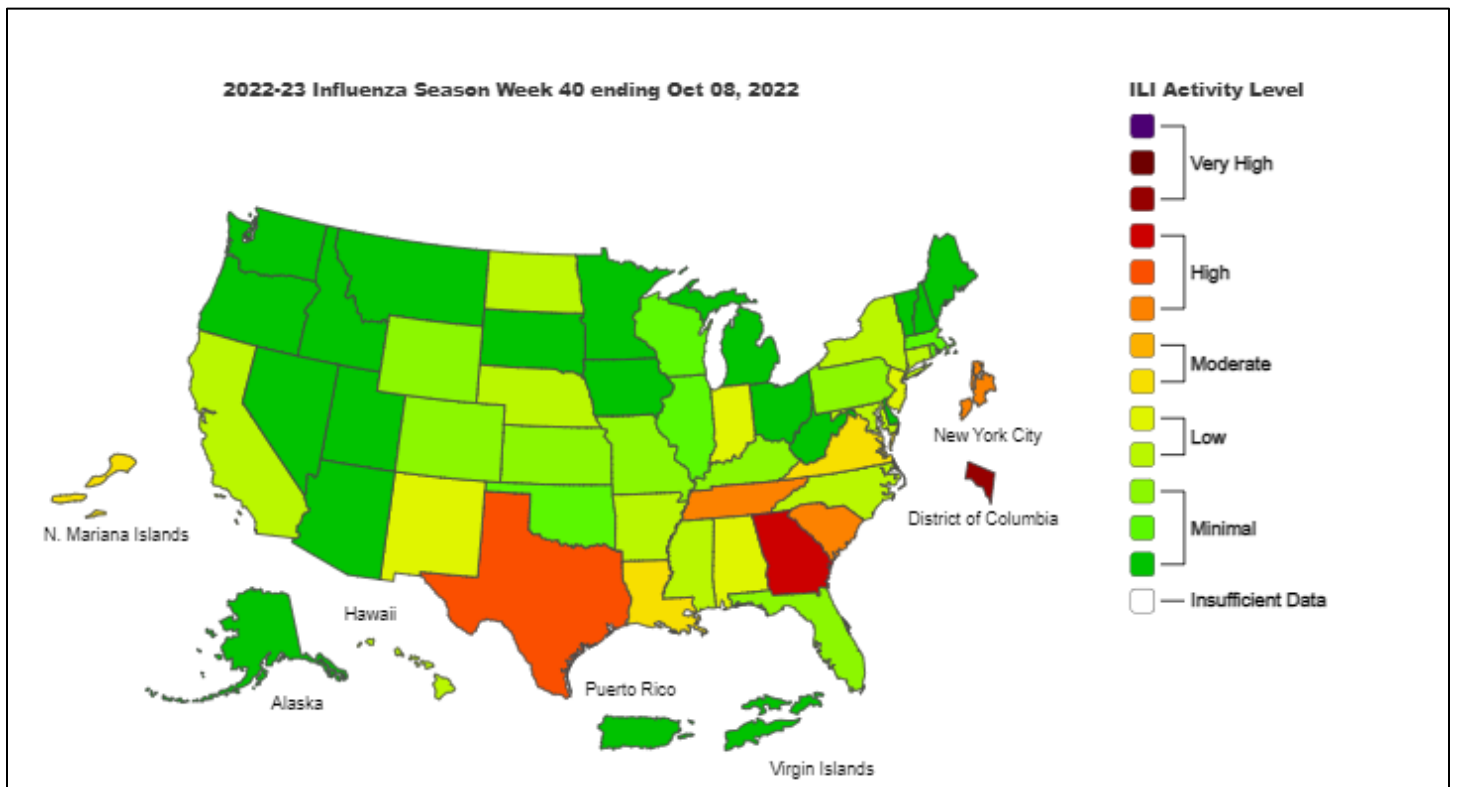 2022-23 Influenza Season Week 40 ending Oct 08, 2022
ILI Activity Level
Very High
High
Moderate
Low
Minimal
Insufficient Data
New York City
District of Columbia
N. Mariana Islands
Hawaii
Alaska
Puerto Rico
Virgin Islands